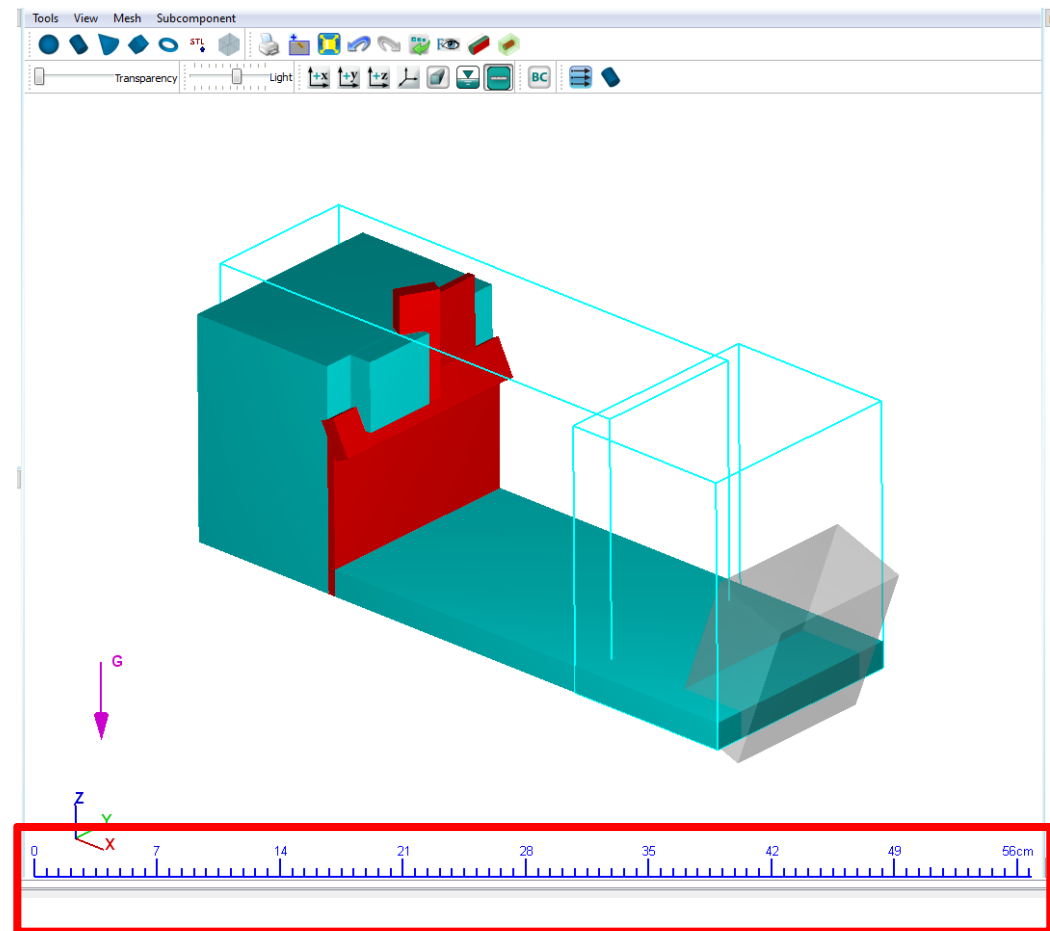 Tools View Mesh Subcomponent
STL
Transparency Light +x +y +z BC
G
Z
Y
X
0 7 14 21 28 35 42 49 56cm